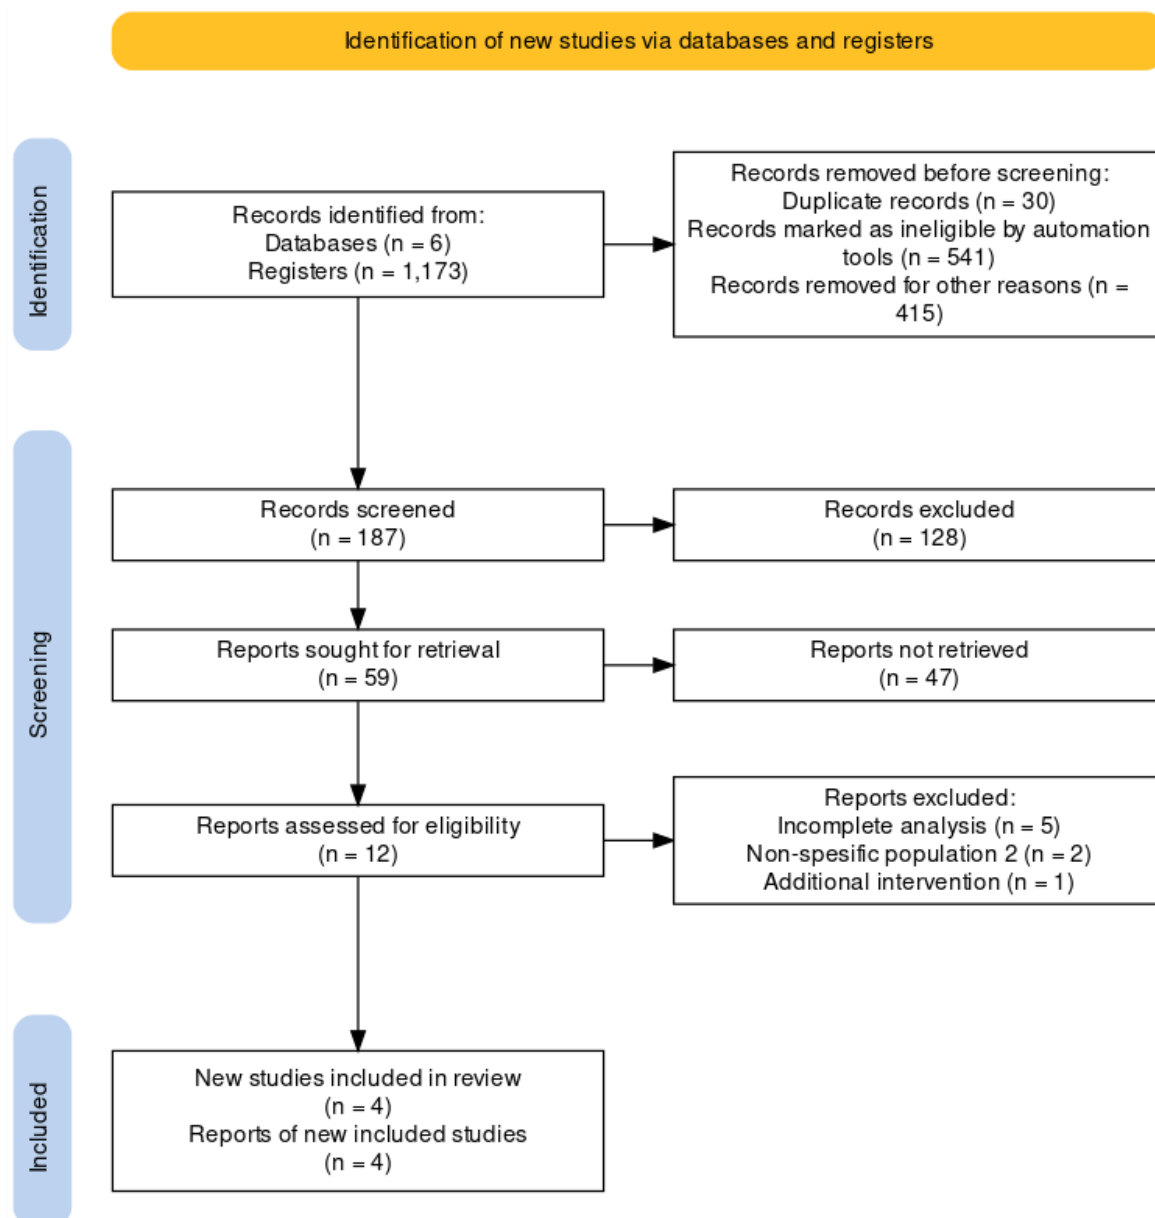 Identification of new studies via databases and registers
Identification
Records identified from:
Databases (n = 6)
Registers (n = 1,173)
Records removed before screening:
Duplicate records (n = 30)
Records marked as ineligible by automation
tools (n = 541)
Records removed for other reasons (n =
415)
Screening
Records screened
(n = 187)
Records excluded
(n = 128)
Reports sought for retrieval
(n = 59)
Reports not retrieved
(n = 47)
Reports assessed for eligibility
(n = 12)
Reports excluded:
Incomplete analysis (n = 5)
Non-spesific population 2 (n = 2)
Additional intervention (n = 1)
Included
New studies included in review
(n = 4)
Reports of new included studies
(n = 4)